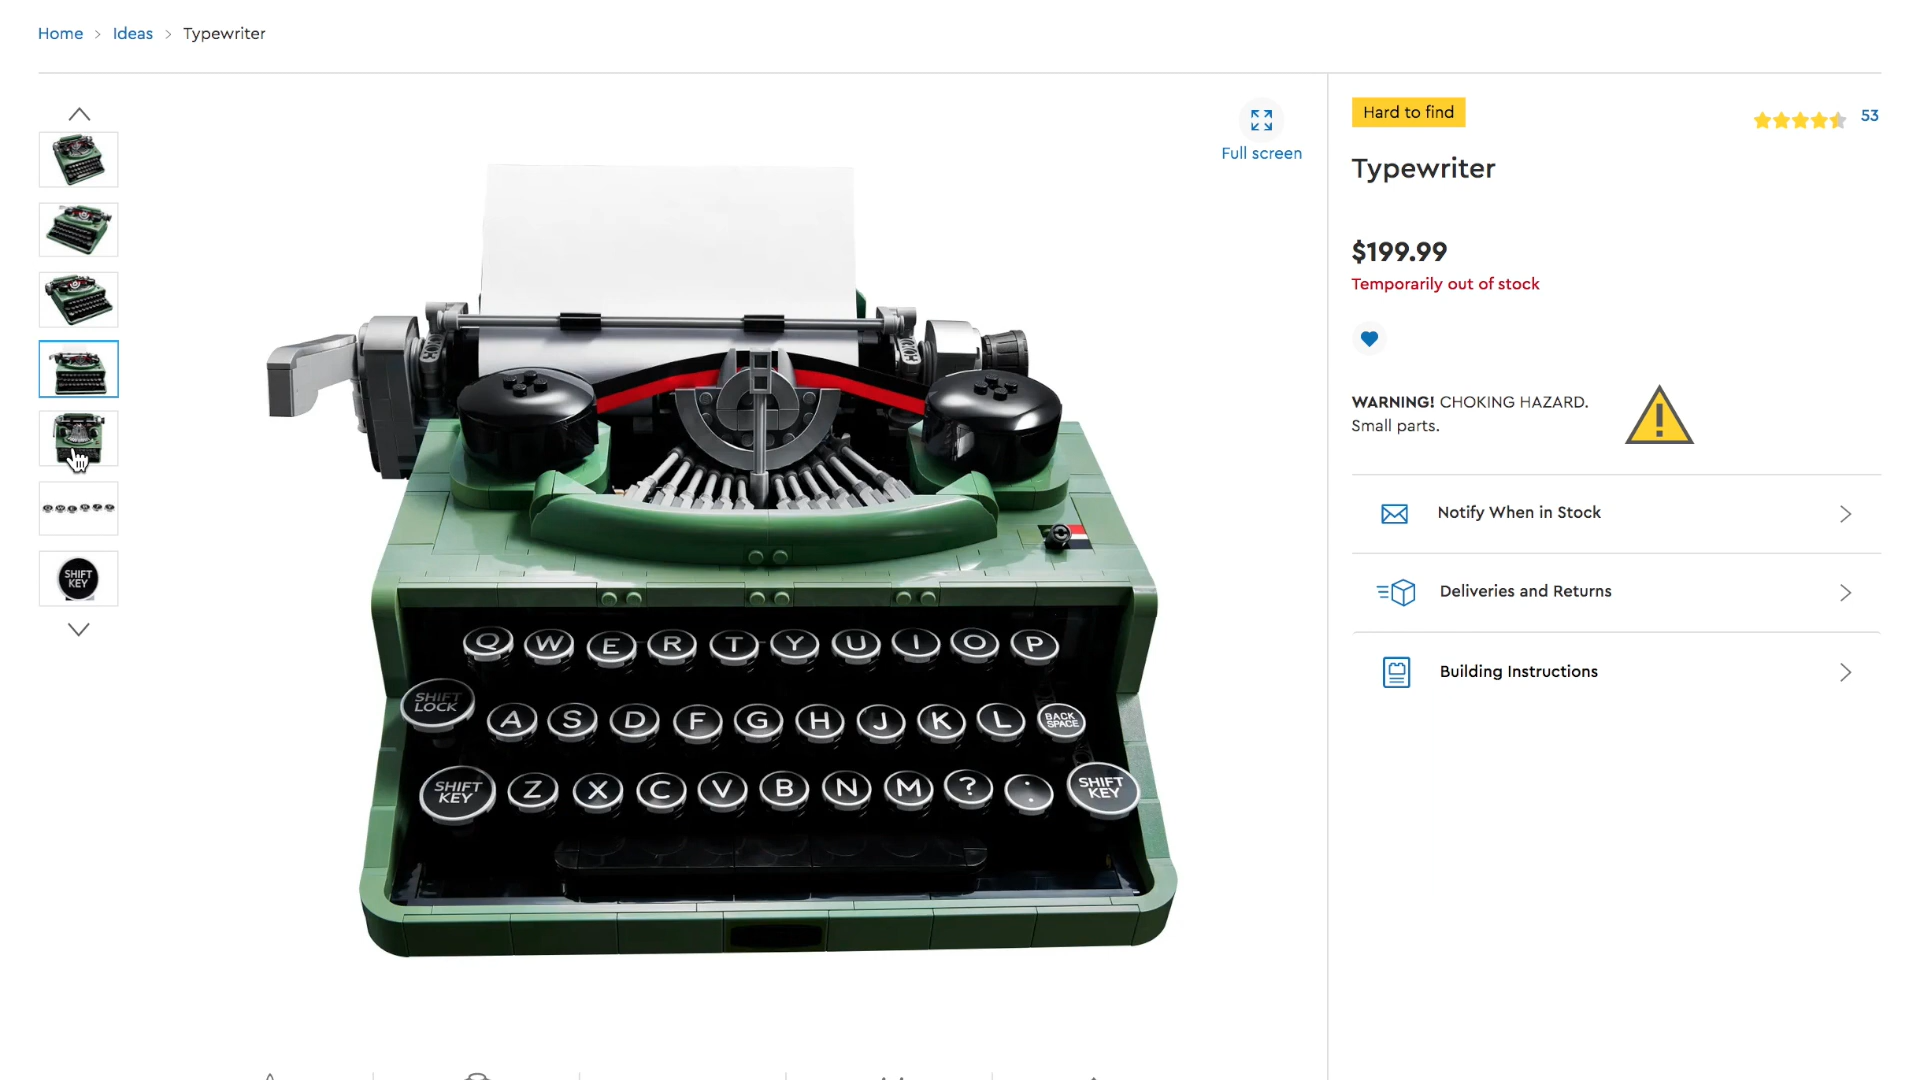 Home > Ideas > Typewriter
Full screen
Hard to find
53
Typewriter
$199.99
Temporarily out of stock
WARNING! CHOKING HAZARD.
Small parts.
Notify When in Stock
Deliveries and Returns
Building Instructions
SHIFT
KEY
Q W E R T Y U I O P
SHIFT
LOCK
A S D F G H J K L
BACK
SPACE
SHIFT
KEY
Z X C V B N M ? :
SHIFT
KEY